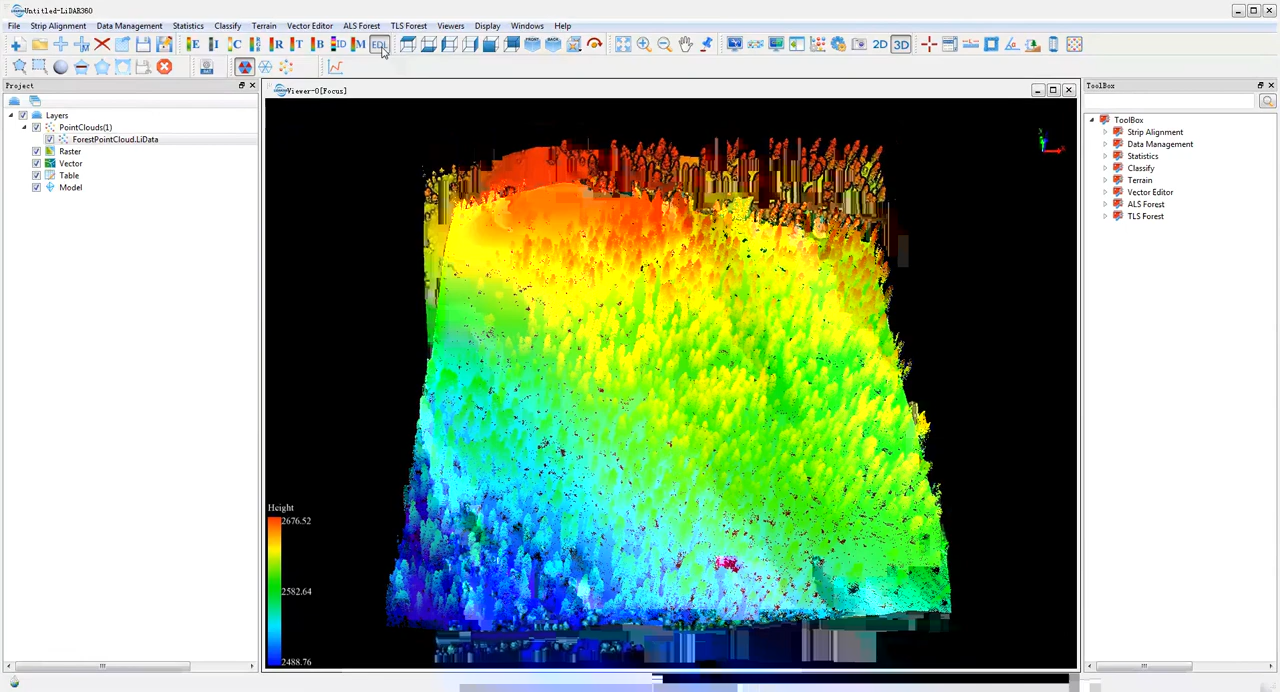 Untitled-LiDAR360
File Strip Alignment Data Management Statistics Classify Terrain Vector Editor ALS Forest TLS Forest Viewers Display Windows Help
E I C R T B ID M EDL 2D 3D
Project
Layers
PointClouds(1)
ForestPointCloud.LiData
Raster
Vector
Table
Model
Viewer-0[Focus]
Height
2676.52
2582.64
2488.76
ToolBox
ToolBox
Strip Alignment
Data Management
Statistics
Classify
Terrain
Vector Editor
ALS Forest
TLS Forest